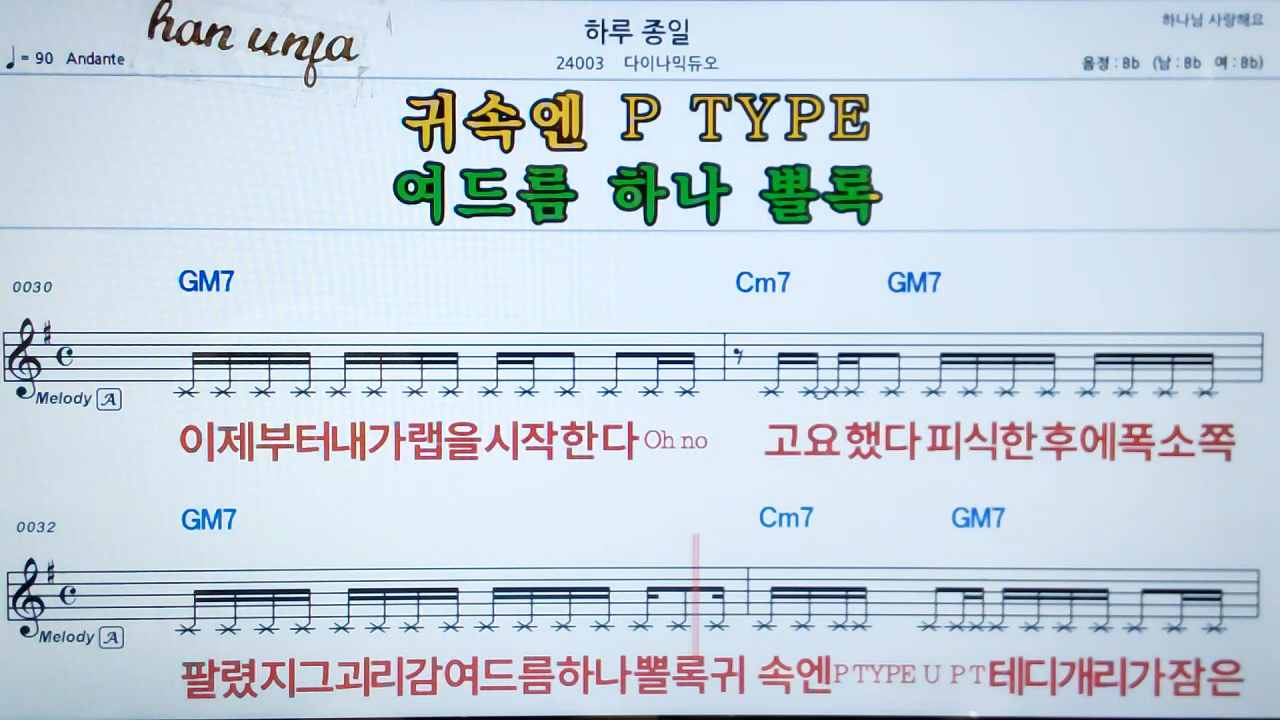 han unja
하루 종일
하나님 사랑해요
♩= 90 Andante
24003 다이나믹듀오
음정 : Bb (남 : Bb 여 : Bb)
귀속엔 P TYPE
여드름 하나 뽈록
0030 GM7 Cm7 GM7
Melody A
이제부터내가랩을시작한다 Oh no 고요했다피식한후에폭소쪽
0032 GM7 Cm7 GM7
Melody A
팔렸지그괴리감여드름하나뽈록귀 속엔P TYPE U P T테디개리가잠은